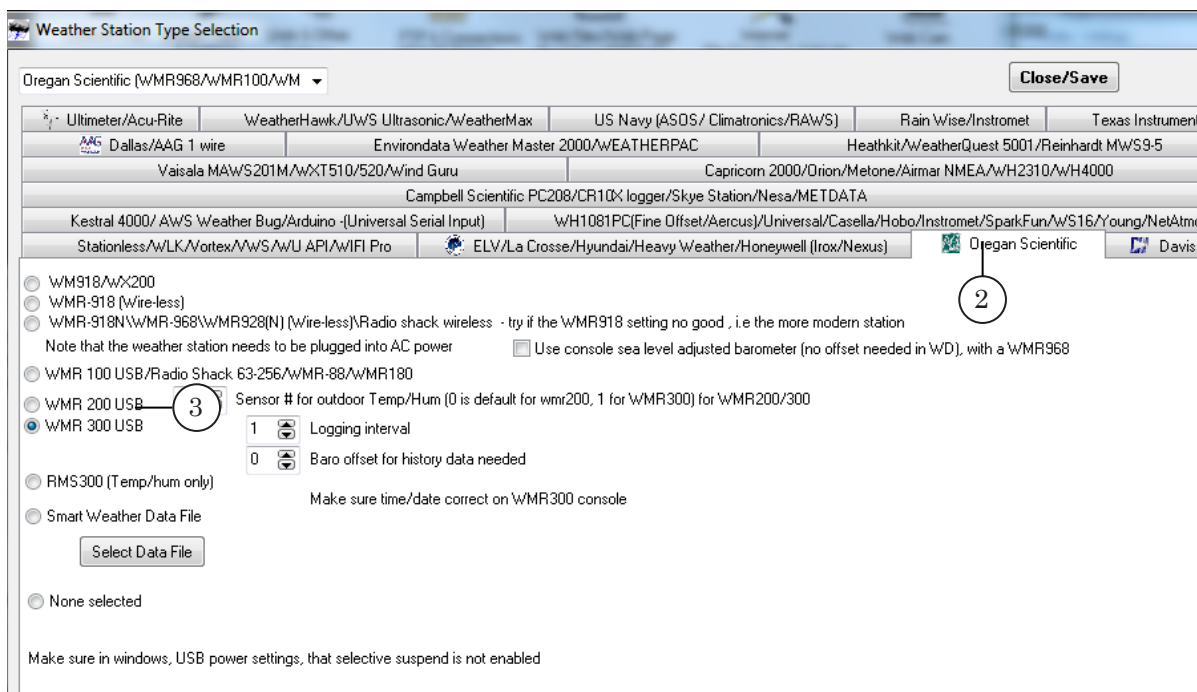 Weather Station Type Selection
Oregan Scientific (WMR968/WMR100/WM
Close/Save
Ultimeter/Acu-Rite WeatherHawk/UWS Ultrasonic/WeatherMax US Navy (ASOS/ Climatronics/RAWS) Rain Wise/Instromet Texas Instrument
AAG Dallas/AAG 1 wire Environdata Weather Master 2000/WEATHERPAC Heathkit/WeatherQuest 5001/Reinhardt MWS9-5
Vaisala MAWS201M/WXT510/520/Wind Guru Capricorn 2000/Orion/Metone/Airmar NMEA/WH2310/WH4000
Campbell Scientific PC208/CR10X logger/Skye Station/Nesa/METDATA
Kestral 4000/ AWS Weather Bug/Arduino -(Universal Serial Input) WH1081PC(Fine Offset/Aercus)/Universal/Casella/Hobo/Instromet/SparkFun/WS16/Young/NetAtmo
Stationless/WLK/Vortex/VWS/WU API/WIFI Pro ELV/La Crosse/Hyundai/Heavy Weather/Honeywell (Irox/Nexus) Oregan Scientific Davis
2
WM918/WX200
WMR-918 (Wire-less)
WMR-918N\WMR-968\WMR928(N) (Wire-less)\Radio shack wireless - try if the WMR918 setting no good , i.e the more modern station
Note that the weather station needs to be plugged into AC power Use console sea level adjusted barometer (no offset needed in WD), with a WMR968
WMR 100 USB/Radio Shack 63-256/WMR-88/WMR180
WMR 200 USB 3 Sensor # for outdoor Temp/Hum (0 is default for wmr200, 1 for WMR300) for WMR200/300
WMR 300 USB 1 Logging interval
0 Baro offset for history data needed
RMS300 (Temp/hum only)
Make sure time/date correct on WMR300 console
Smart Weather Data File
Select Data File
None selected
Make sure in windows, USB power settings, that selective suspend is not enabled